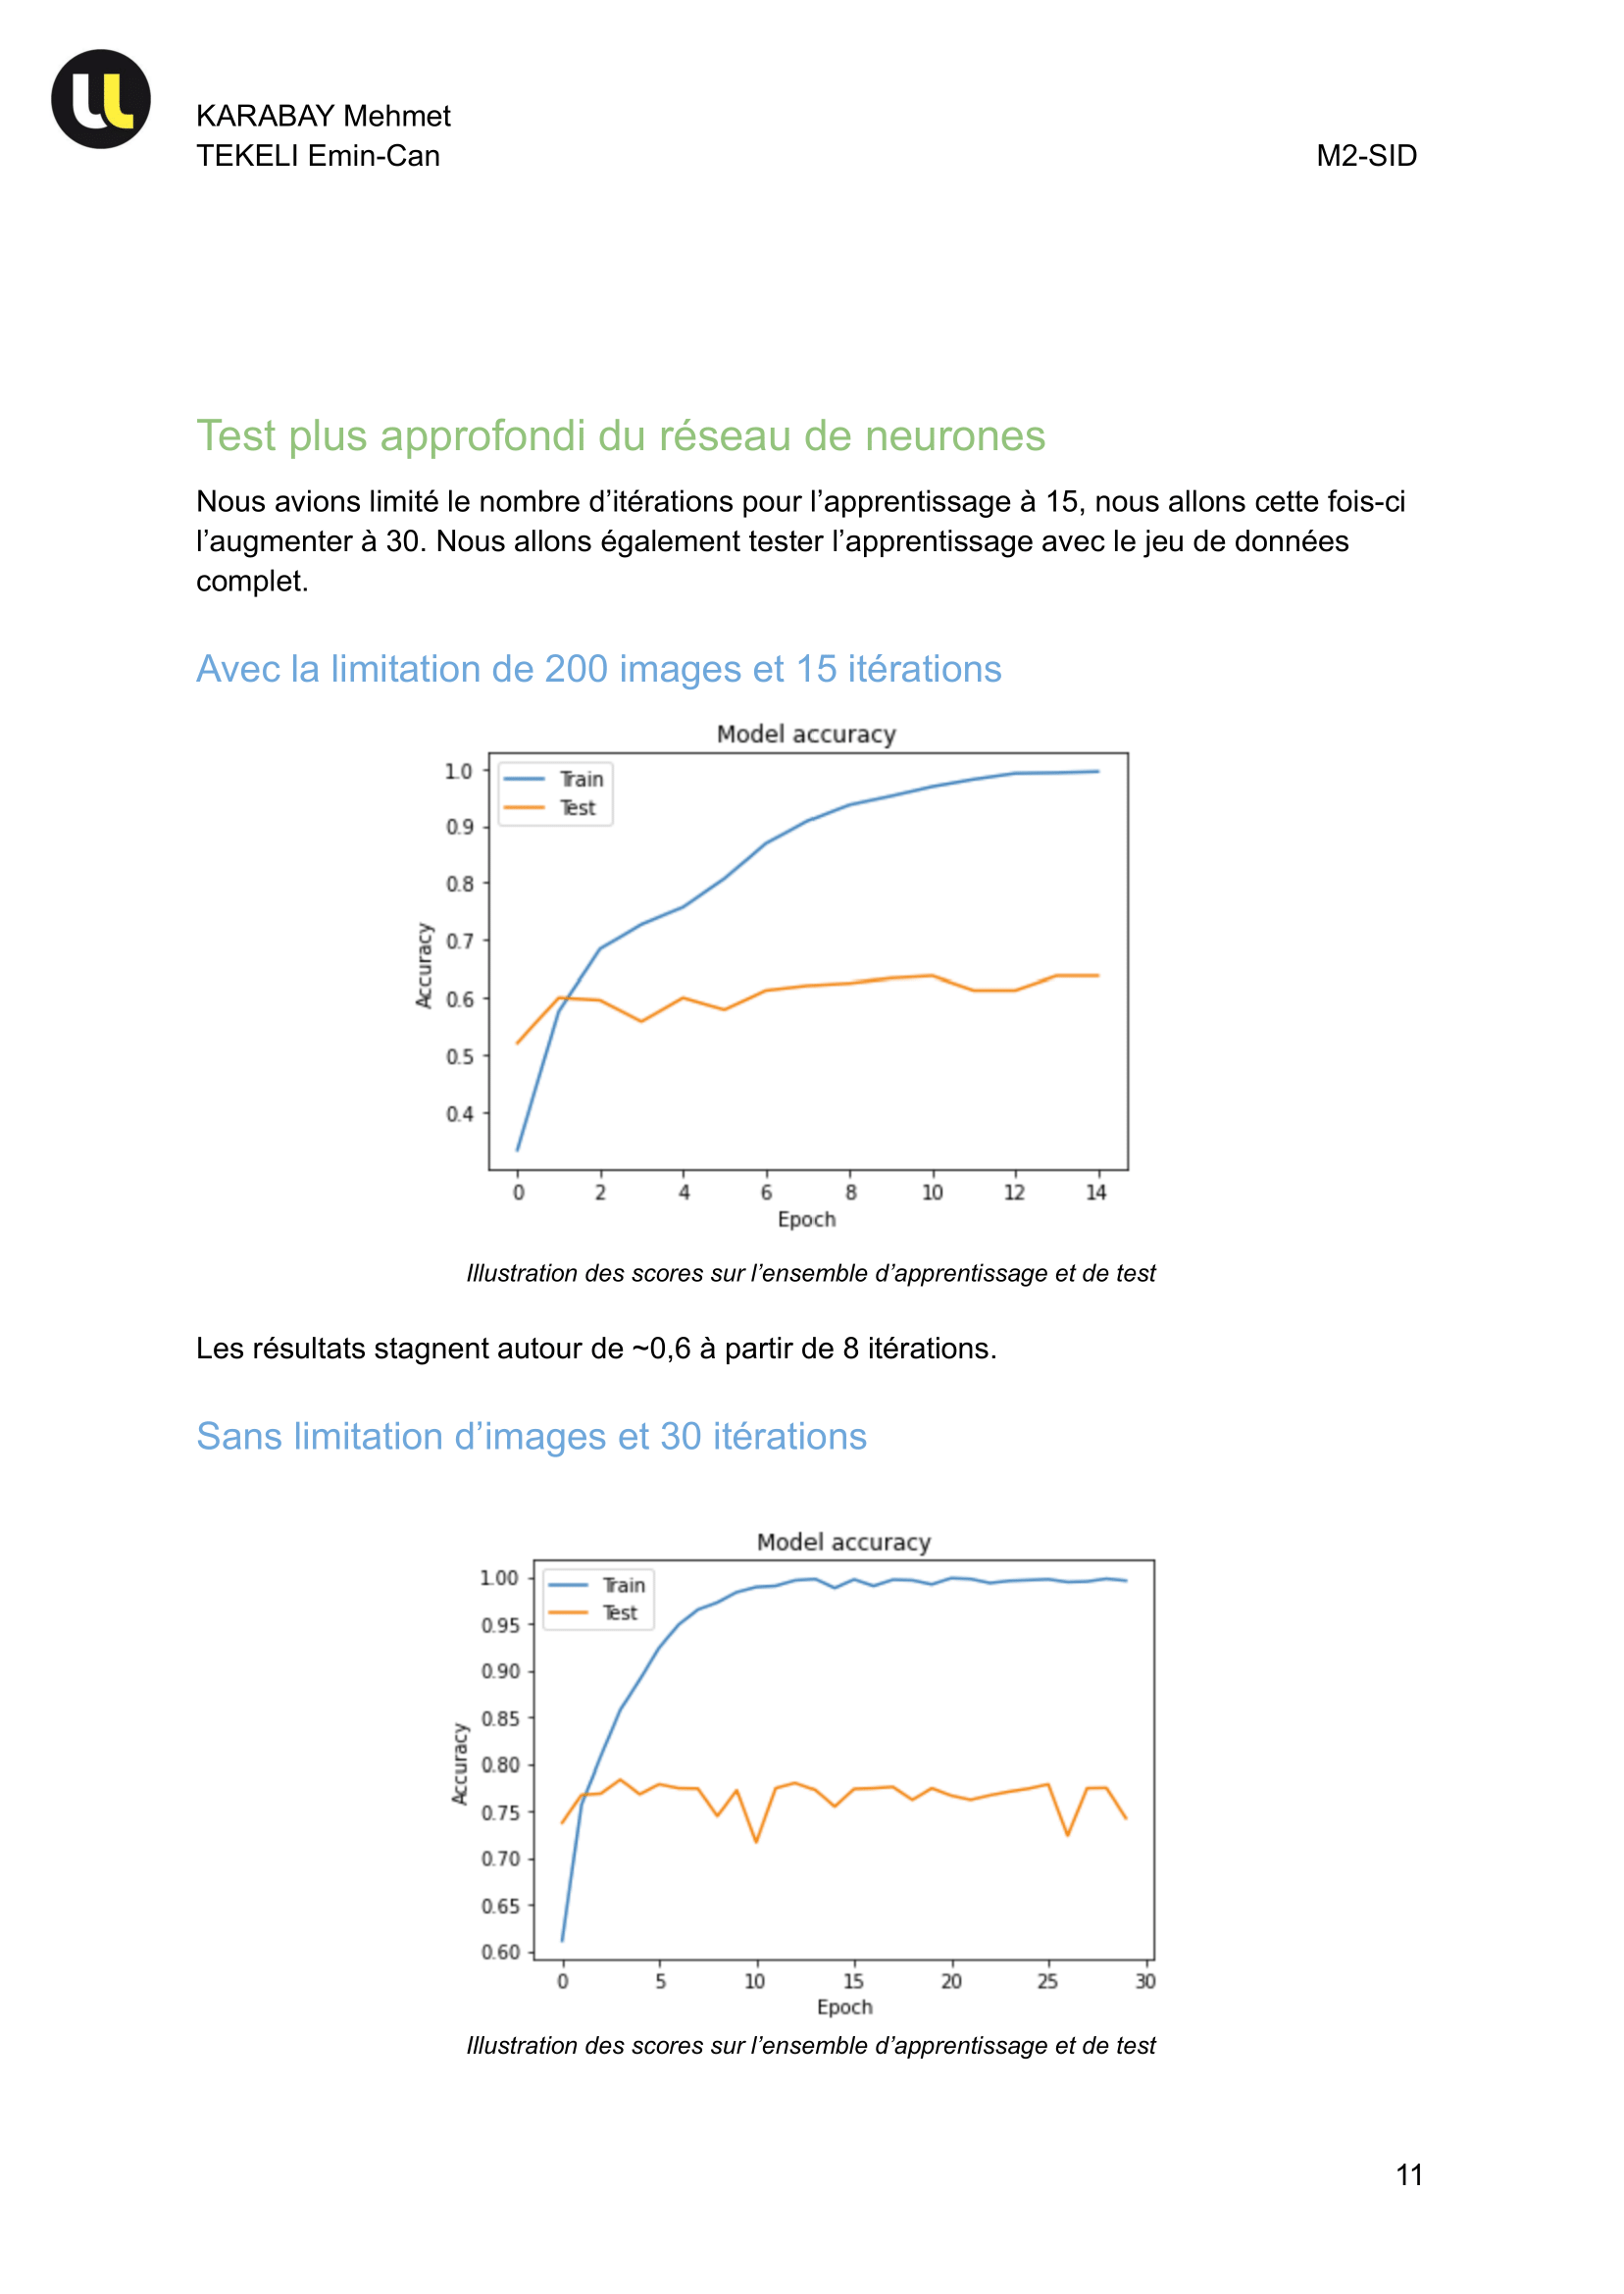 KARABAY Mehmet
TEKELI Emin-Can M2-SID
Test plus approfondi du réseau de neurones
Nous avions limité le nombre d’itérations pour l’apprentissage à 15, nous allons cette fois-ci
l’augmenter à 30. Nous allons également tester l’apprentissage avec le jeu de données
complet.
Avec la limitation de 200 images et 15 itérations
Model accuracy
Train
Test
1.0
0.9
0.8
0.7
0.6
0.5
0.4
Accuracy
0 2 4 6 8 10 12 14
Epoch
Illustration des scores sur l’ensemble d’apprentissage et de test
Les résultats stagnent autour de ~0,6 à partir de 8 itérations.
Sans limitation d’images et 30 itérations
Model accuracy
Train
Test
1.00
0.95
0.90
0.85
0.80
0.75
0.70
0.65
0.60
Accuracy
0 5 10 15 20 25 30
Epoch
Illustration des scores sur l’ensemble d’apprentissage et de test
11